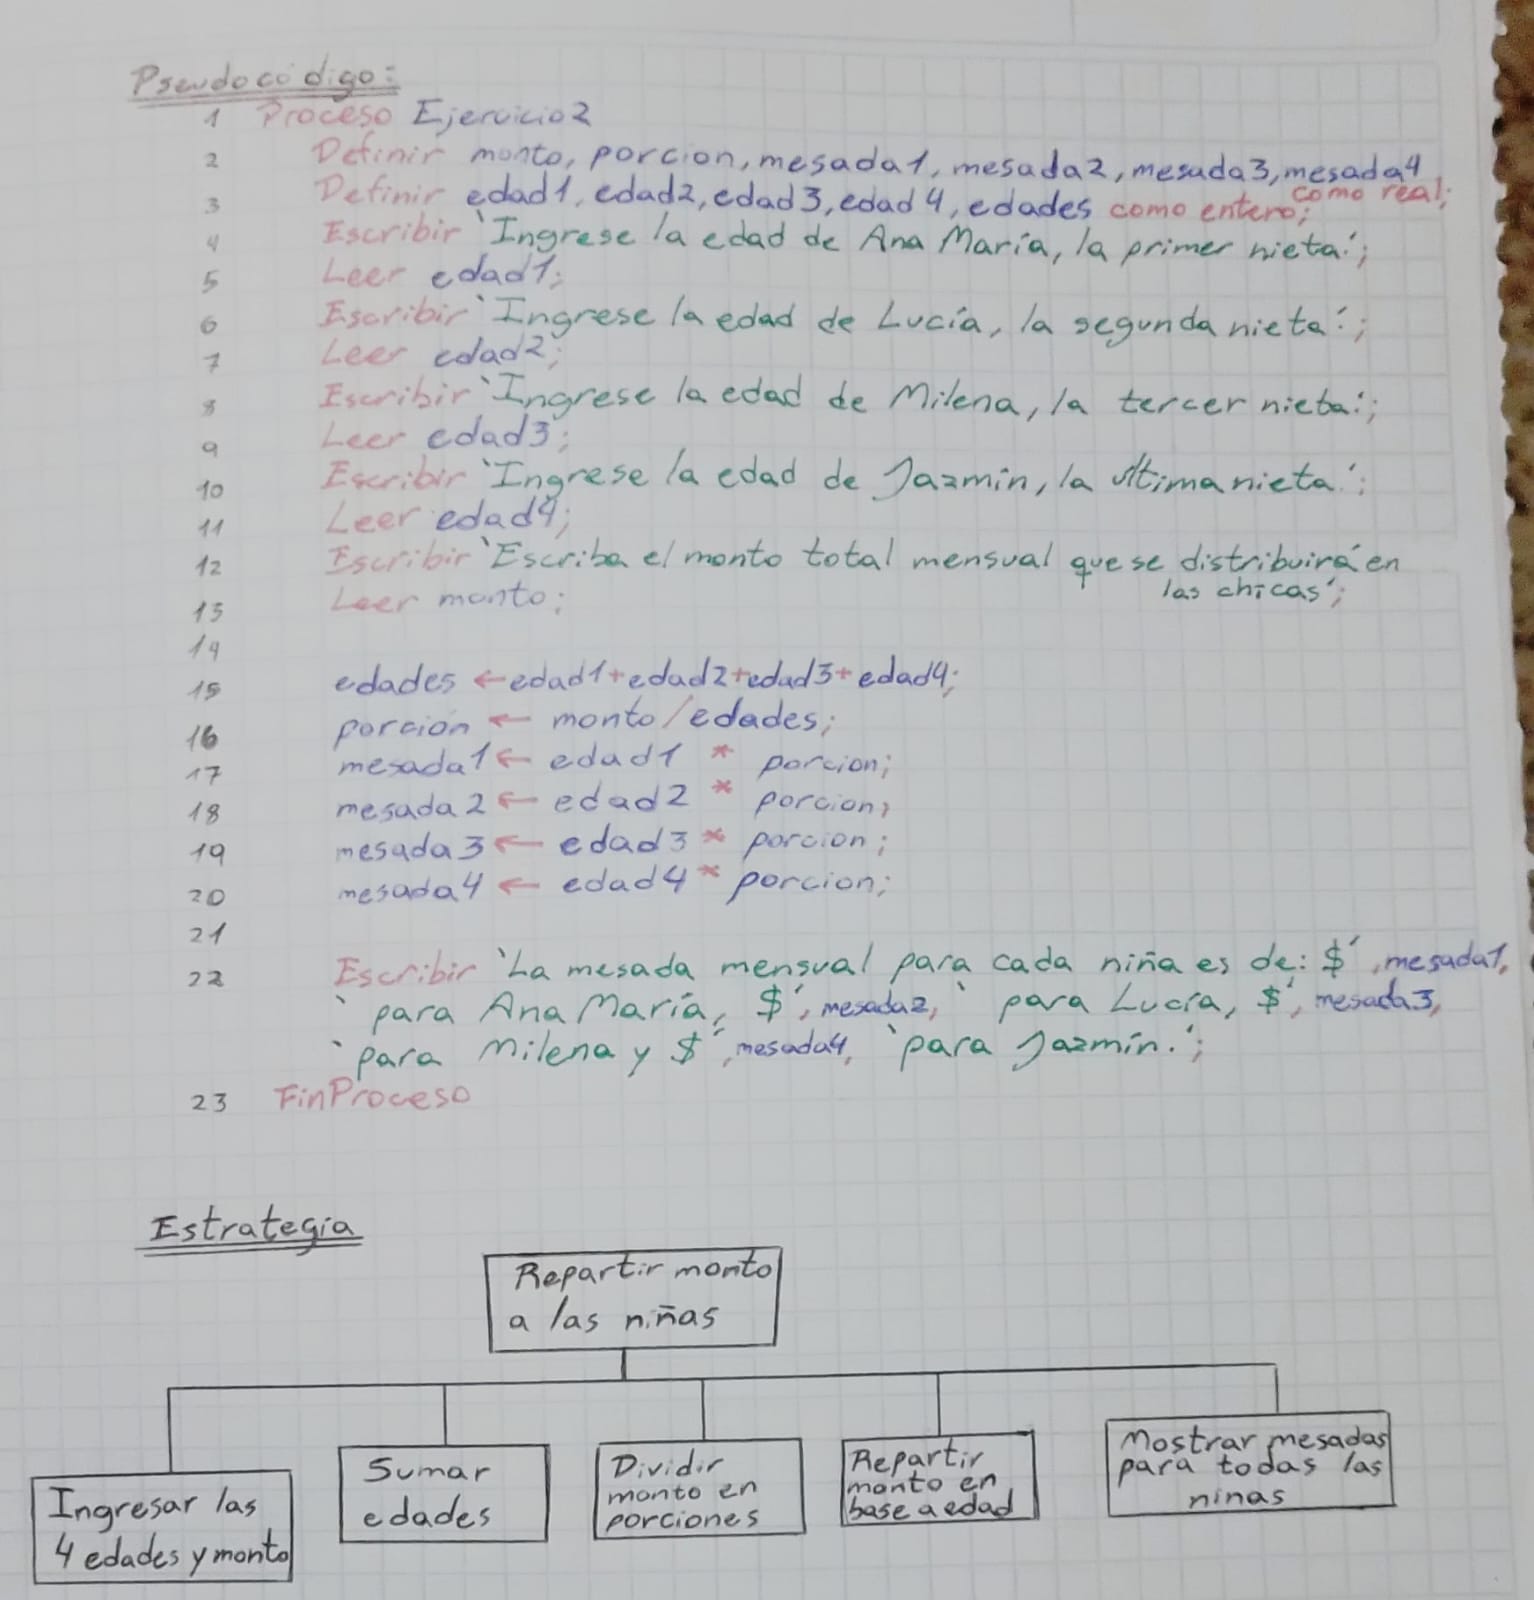 Pseudocódigo:
1 Proceso Ejercicio2
2 Definir monto, porcion, mesada1, mesada2, mesada3, mesada4
como real;
3 Definir edad1, edad2, edad3, edad4, edades como entero;
4 Escribir 'Ingrese la edad de Ana María, la primer nieta:';
5 Leer edad1;
6 Escribir 'Ingrese la edad de Lucía, la segunda nieta:';
7 Leer edad2;
8 Escribir 'Ingrese la edad de Milena, la tercer nieta:';
9 Leer edad3;
10 Escribir 'Ingrese la edad de Jazmín, la última nieta:';
11 Leer edad4;
12 Escribir 'Escriba el monto total mensual que se distribuirá en
las chicas';
13 Leer monto;
14
15 edades ← edad1+edad2+edad3+edad4;
16 porcion ← monto/edades;
17 mesada1 ← edad1 * porcion;
18 mesada2 ← edad2 * porcion;
19 mesada3 ← edad3 * porcion;
20 mesada4 ← edad4 * porcion;
21
22 Escribir 'La mesada mensual para cada niña es de: $', mesada1,
' para Ana María, $', mesada2, ' para Lucía, $', mesada3,
' para Milena y $', mesada4, ' para Jazmín.';
23 FinProceso
Estrategia
Repartir monto
a las niñas
Ingresar las
4 edades y monto
Sumar
edades
Dividir
monto en
porciones
Repartir
monto en
base a edad
Mostrar mesadas
para todas las
ninas